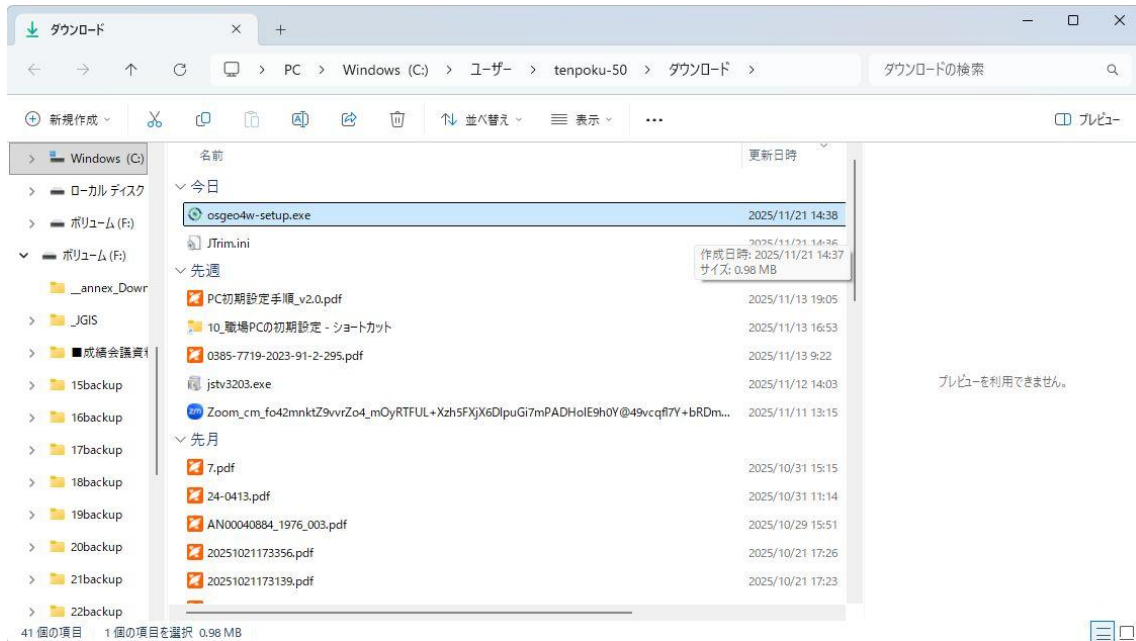 ダウンロード
PC > Windows (C:) > ユーザー > tenpoku-50 > ダウンロード >
ダウンロードの検索
新規作成
並べ替え
表示
プレビュー
Windows (C:)
ローカル ディスク
ボリューム (F:)
ボリューム (F:)
__annex_Down
_JGIS
■成績会議資料
15backup
16backup
17backup
18backup
19backup
20backup
21backup
22backup
名前 更新日時
今日
osgeo4w-setup.exe 2025/11/21 14:38
JTrim.ini 2025/11/21 14:36
作成日時: 2025/11/21 14:37
サイズ: 0.98 MB
先週
PC初期設定手順_v2.0.pdf 2025/11/13 19:05
10_職場PCの初期設定 - ショートカット 2025/11/13 16:53
0385-7719-2023-91-2-295.pdf 2025/11/13 9:22
jstv3203.exe 2025/11/12 14:03
2025/11/11 13:15
先月
7.pdf 2025/10/31 15:15
24-0413.pdf 2025/10/31 11:14
AN00040884_1976_003.pdf 2025/10/29 15:51
20251021173356.pdf 2025/10/21 17:26
20251021173139.pdf 2025/10/21 17:23
プレビューを利用できません。
41 個の項目 1 個の項目を選択 0.98 MB